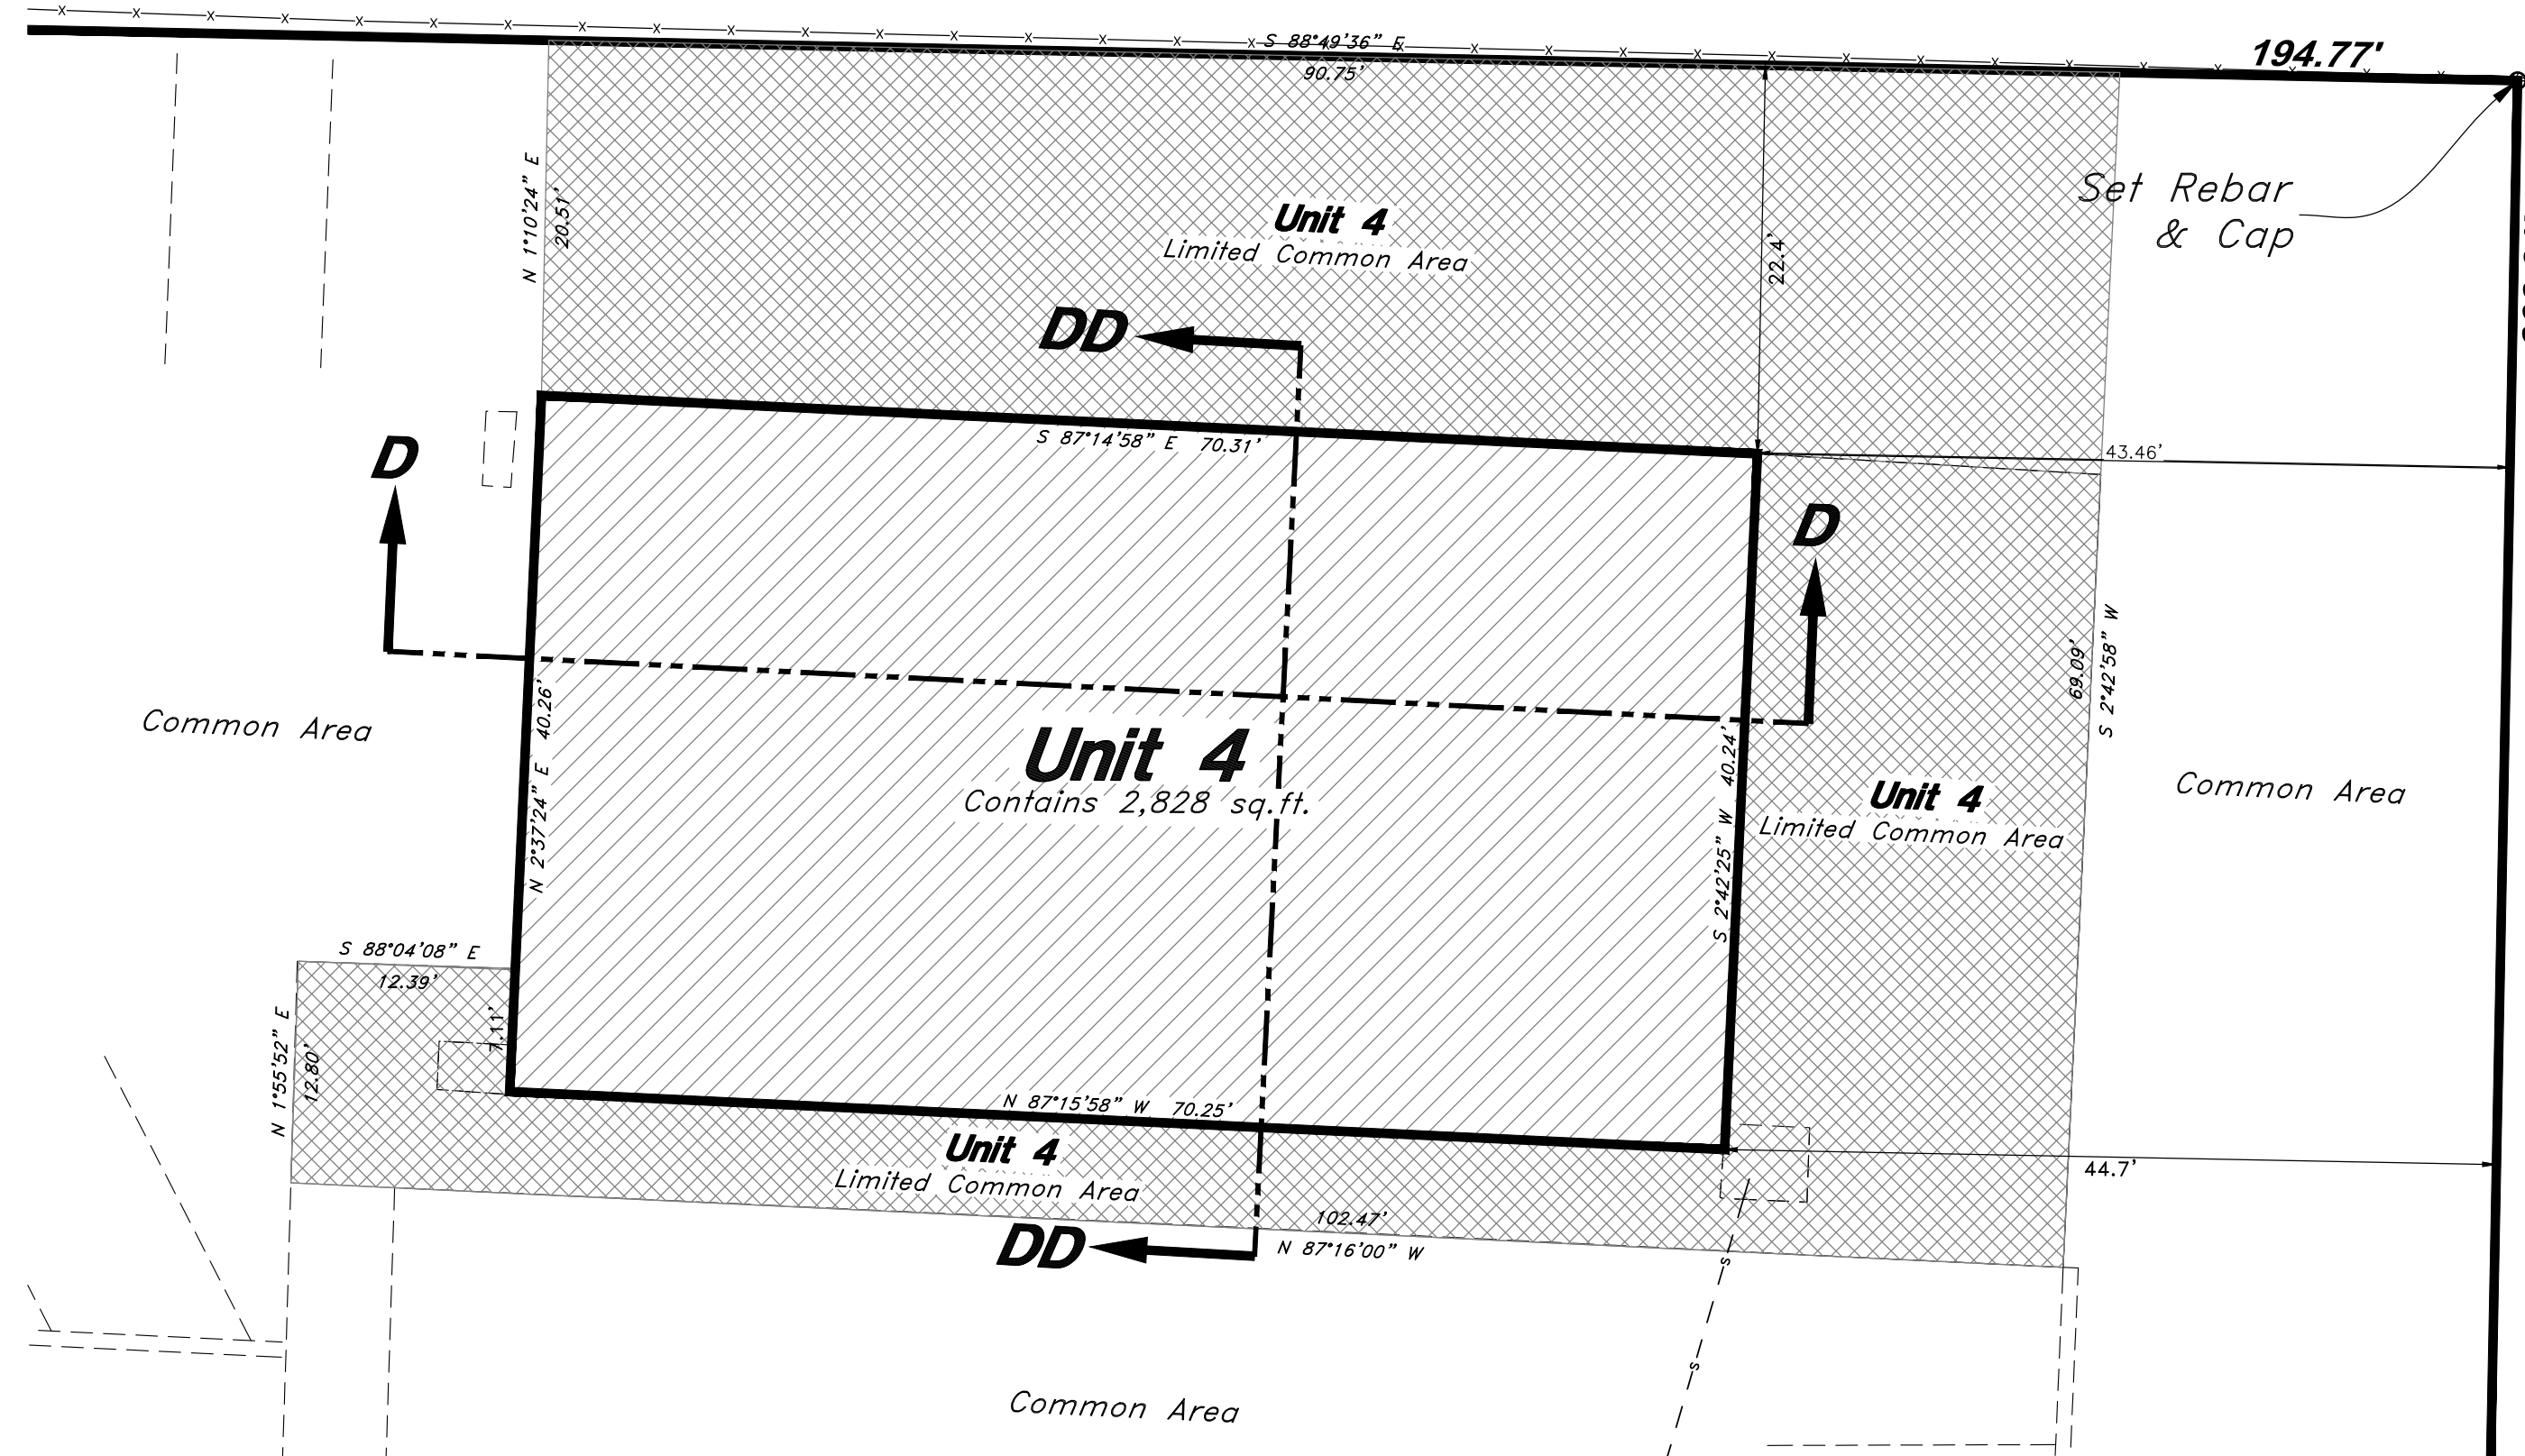 S 88°49'36" E
90.75'
194.77'
N 1°10'24" E
20.51'
Set Rebar
& Cap
Unit 4
Limited Common Area
22.4'
DD
D
S 87°14'58" E 70.31'
43.46'
D
N 2°37'24" E 40.26'
Common Area
Unit 4
Contains 2,828 sq.ft.
S 2°42'25" W 40.24'
69.09'
S 2°42'58" W
Unit 4
Limited Common Area
Common Area
S 88°04'08" E
12.39'
7.11'
N 1°55'52" E
12.80'
N 87°15'58" W 70.25'
Unit 4
Limited Common Area
44.7'
102.47'
N 87°16'00" W
DD
Common Area